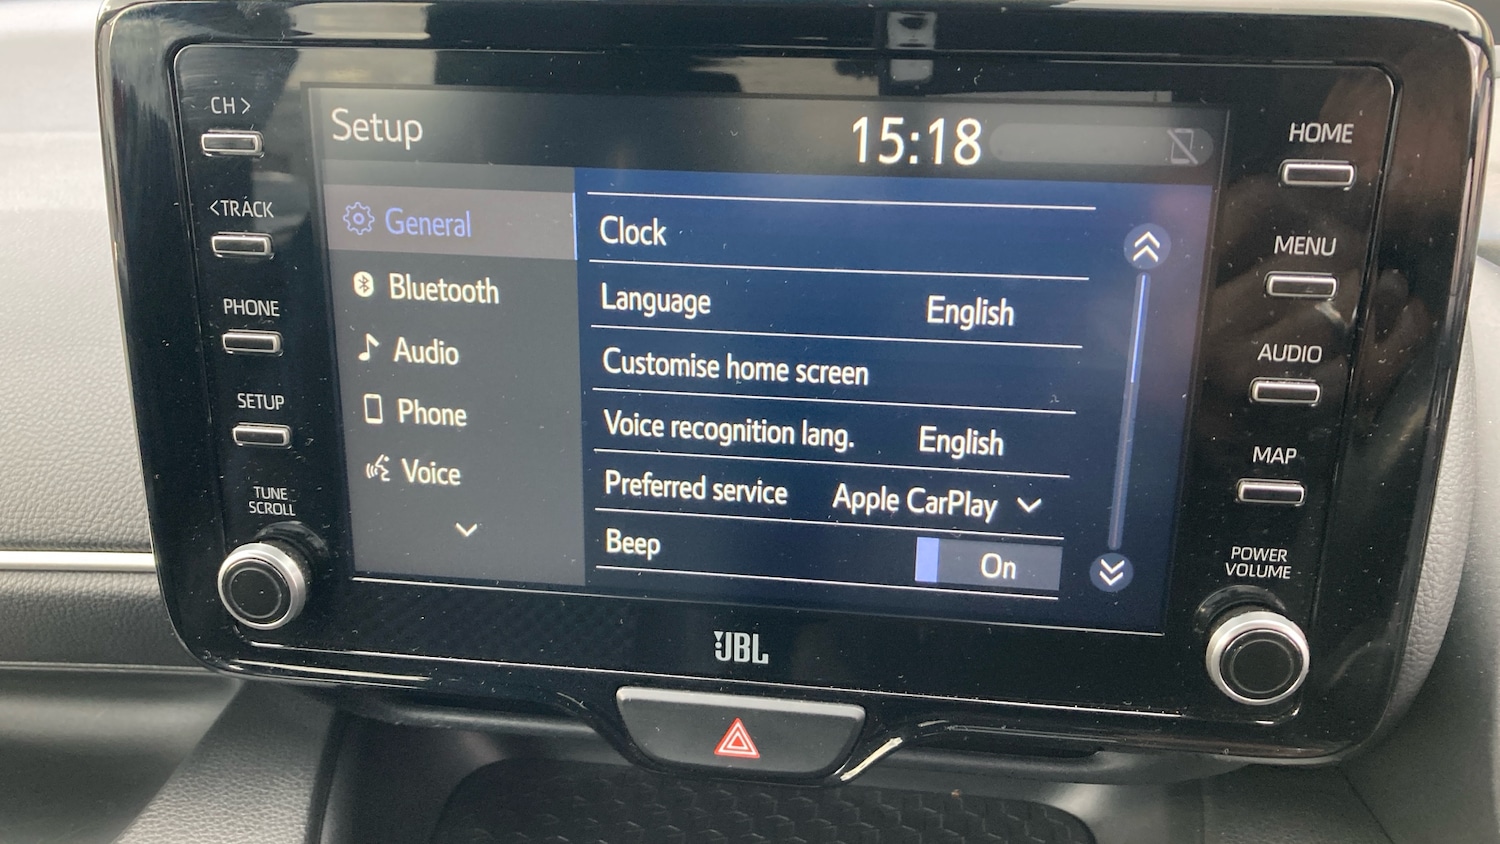 CH >
<TRACK
PHONE
SETUP
TUNE
SCROLL
Setup
15:18
General
Bluetooth
Audio
Phone
Voice
Clock
Language English
Customise home screen
Voice recognition lang. English
Preferred service Apple CarPlay
Beep On
HOME
MENU
AUDIO
MAP
POWER
VOLUME
JBL